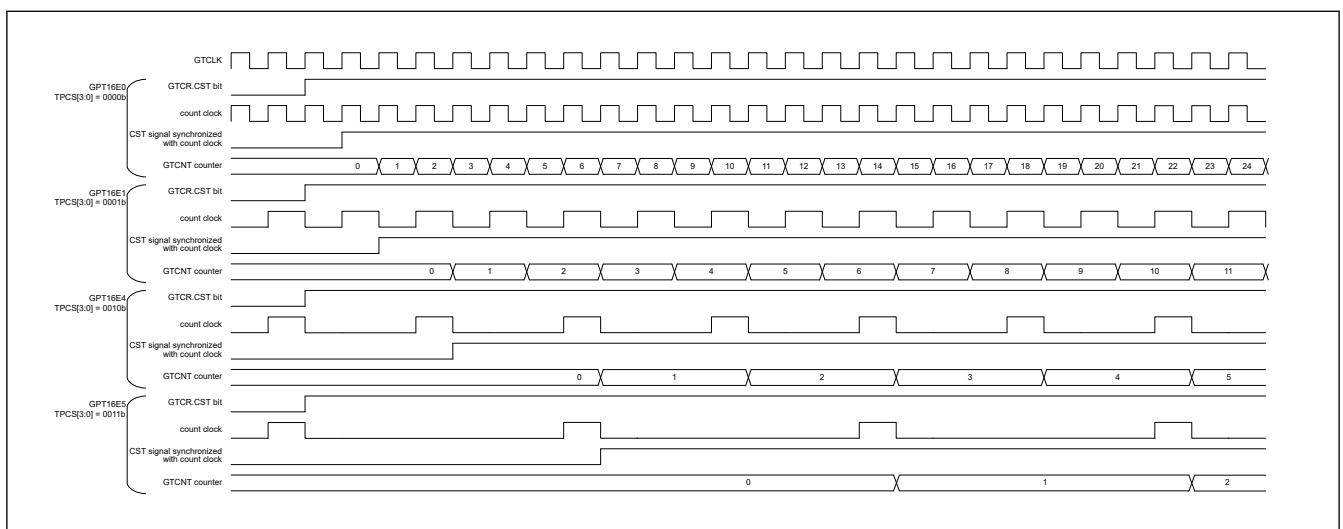 GTCLK
GPT16E0
TPCS[3:0] = 0000b
GTCR.CST bit
count clock
CST signal synchronized
with count clock
GTCNT counter
0 1 2 3 4 5 6 7 8 9 10 11 12 13 14 15 16 17 18 19 20 21 22 23 24
GPT16E1
TPCS[3:0] = 0001b
GTCR.CST bit
count clock
CST signal synchronized
with count clock
GTCNT counter
0 1 2 3 4 5 6 7 8 9 10 11
GPT16E4
TPCS[3:0] = 0010b
GTCR.CST bit
count clock
CST signal synchronized
with count clock
GTCNT counter
0 1 2 3 4 5
GPT16E5
TPCS[3:0] = 0011b
GTCR.CST bit
count clock
CST signal synchronized
with count clock
GTCNT counter
0 1 2